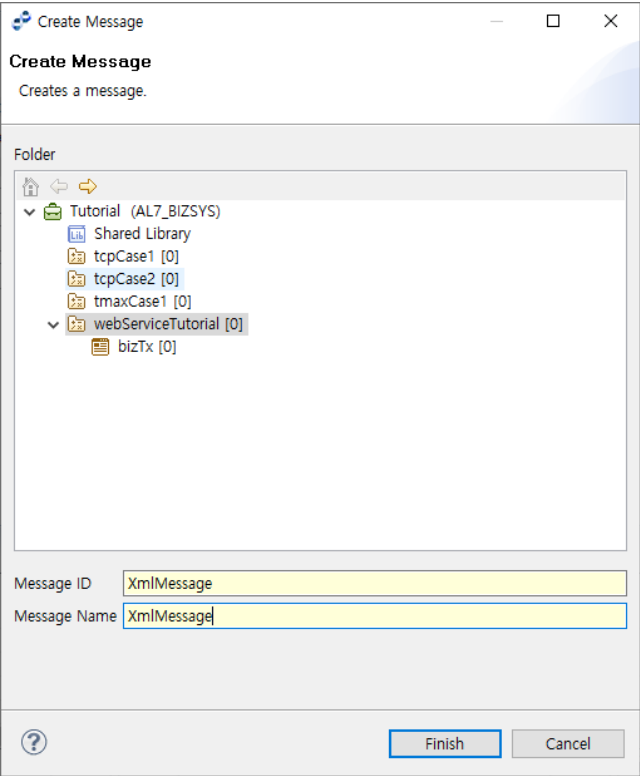 Create Message
Create Message
Creates a message.
Folder
Tutorial (AL7_BIZSYS)
Lib Shared Library
tcpCase1 [0]
tcpCase2 [0]
tmaxCase1 [0]
webServiceTutorial [0]
bizTx [0]
Message ID XmlMessage
Message Name XmlMessage
? Finish Cancel